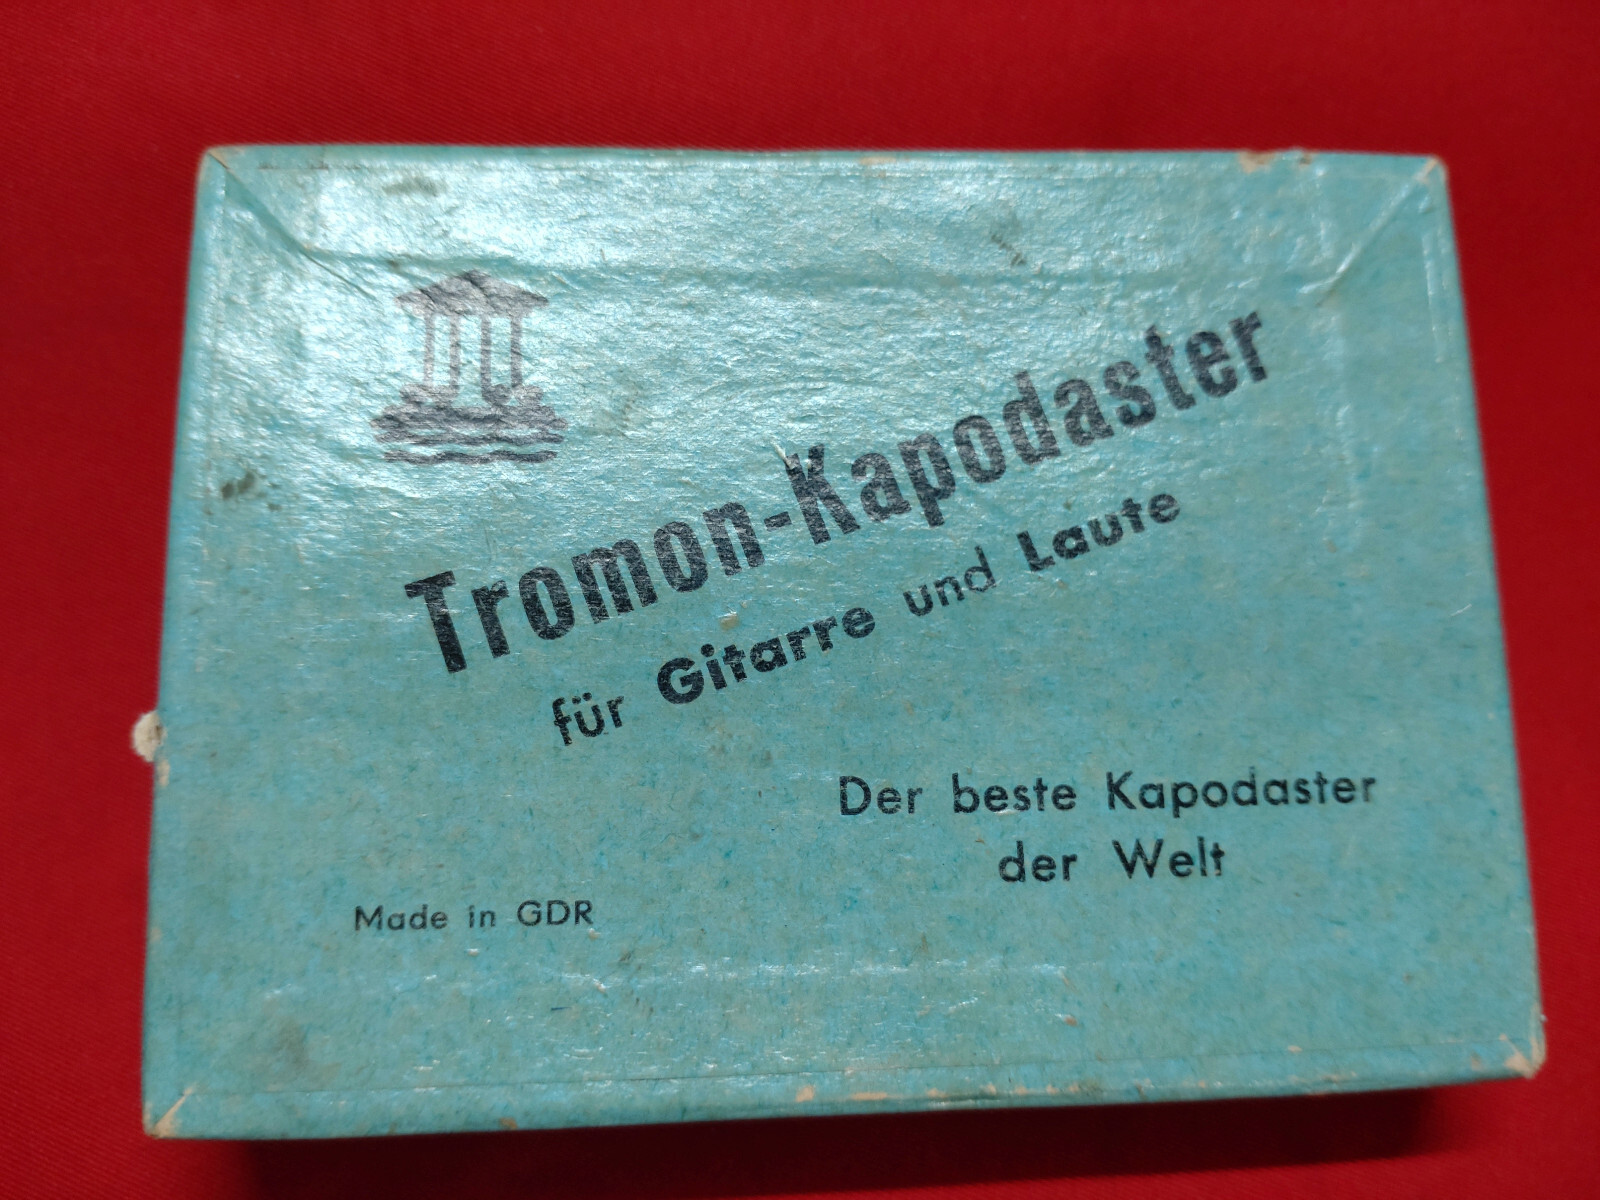 Tromon-Kapodaster
für Gitarre und Laute
Der beste Kapodaster
der Welt
Made in GDR